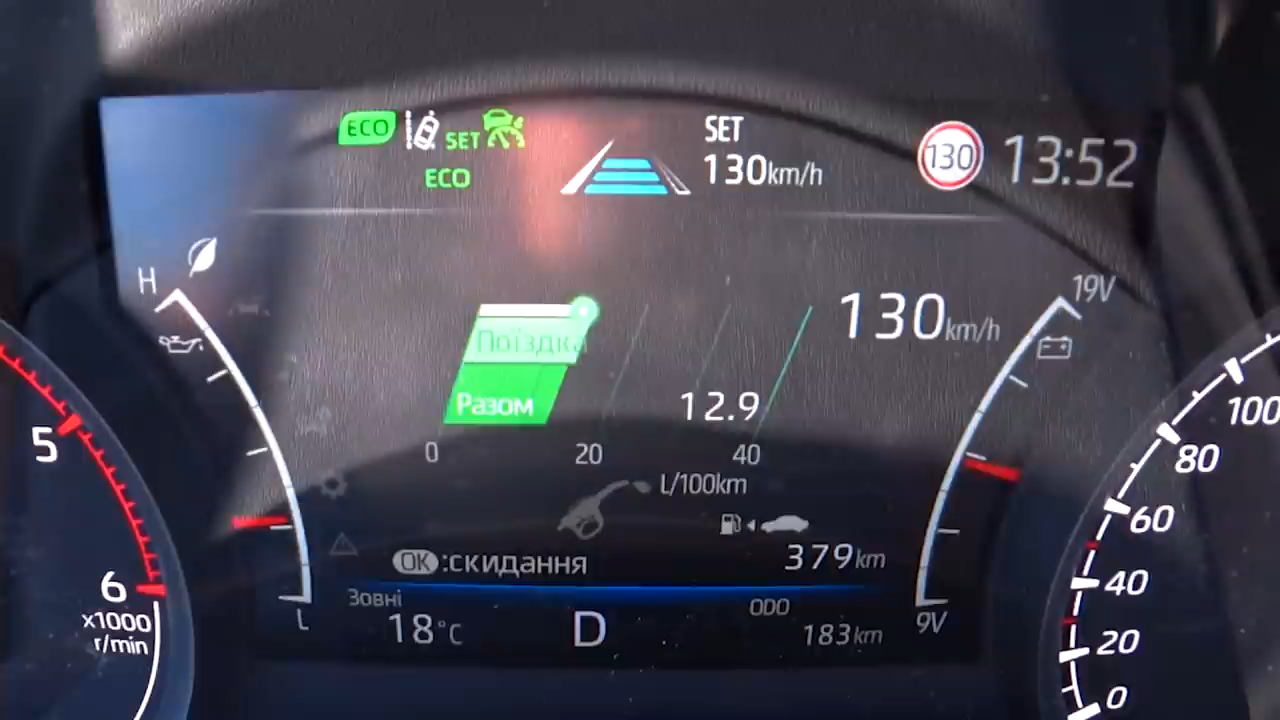 ECO SET SET 130 13:52
ECO 130km/h
H 19V
130km/h
Поїздка
Разом 12.9
0 20 40
L/100km
OK :скидання 379km
Зовні ODO
18°C D 183km
L 9V
5
6
x1000
r/min
100
80
60
40
20
0